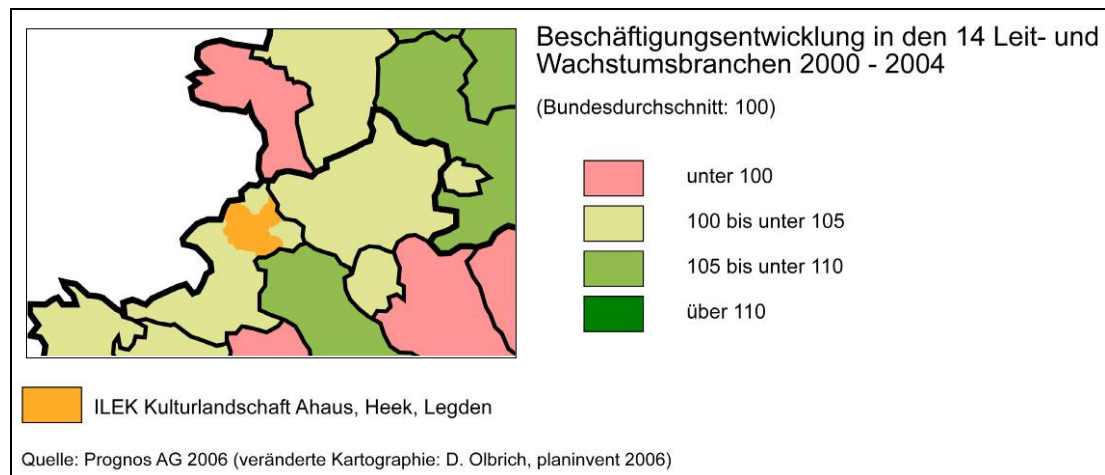 Beschäftigungsentwicklung in den 14 Leit- und
Wachstumsbranchen 2000 - 2004
(Bundesdurchschnitt: 100)
unter 100
100 bis unter 105
105 bis unter 110
über 110
ILEK Kulturlandschaft Ahaus, Heek, Legden
Quelle: Prognos AG 2006 (veränderte Kartographie: D. Olbrich, planinvent 2006)